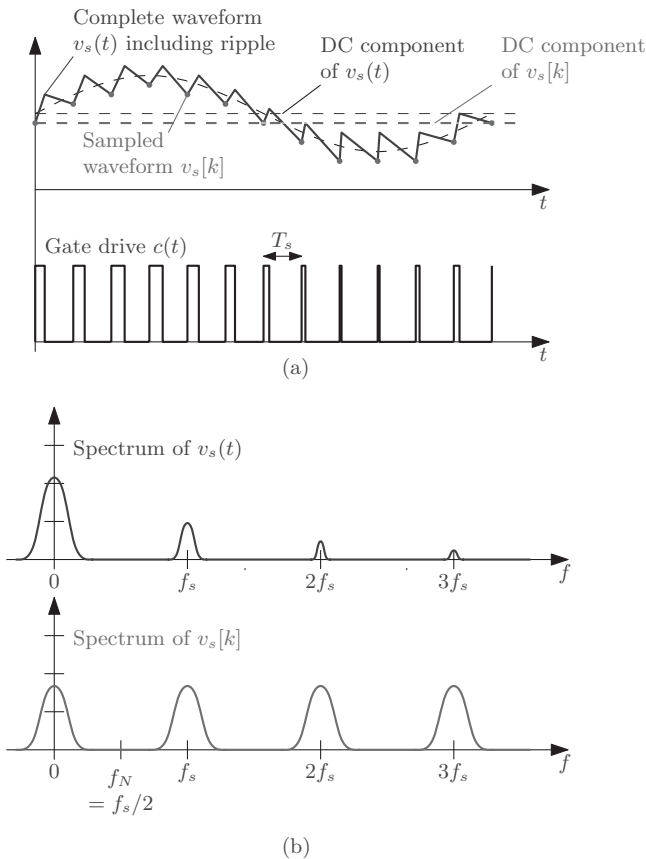 Complete waveform
v_s(t) including ripple
DC component
of v_s(t)
DC component
of v_s[k]
Sampled
waveform v_s[k]
t
Gate drive c(t)
T_s
t
(a)
Spectrum of v_s(t)
0
f_s
2f_s
3f_s
f
Spectrum of v_s[k]
0
f_N
= f_s/2
f_s
2f_s
3f_s
f
(b)